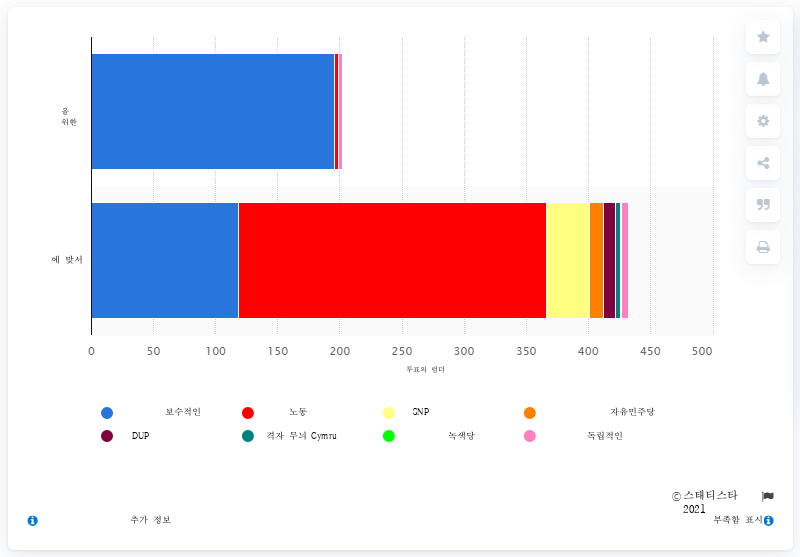 을
위한
에 맞서
0 50 100 150 200 250 300 350 400 450 500
투표의 넘더
보수적인 노동 SNP 자유민주당
DUP 격자 무늬 Cymru 녹색당 독립적인
© 스태티스타
2021
추가 정보 부족함 표시